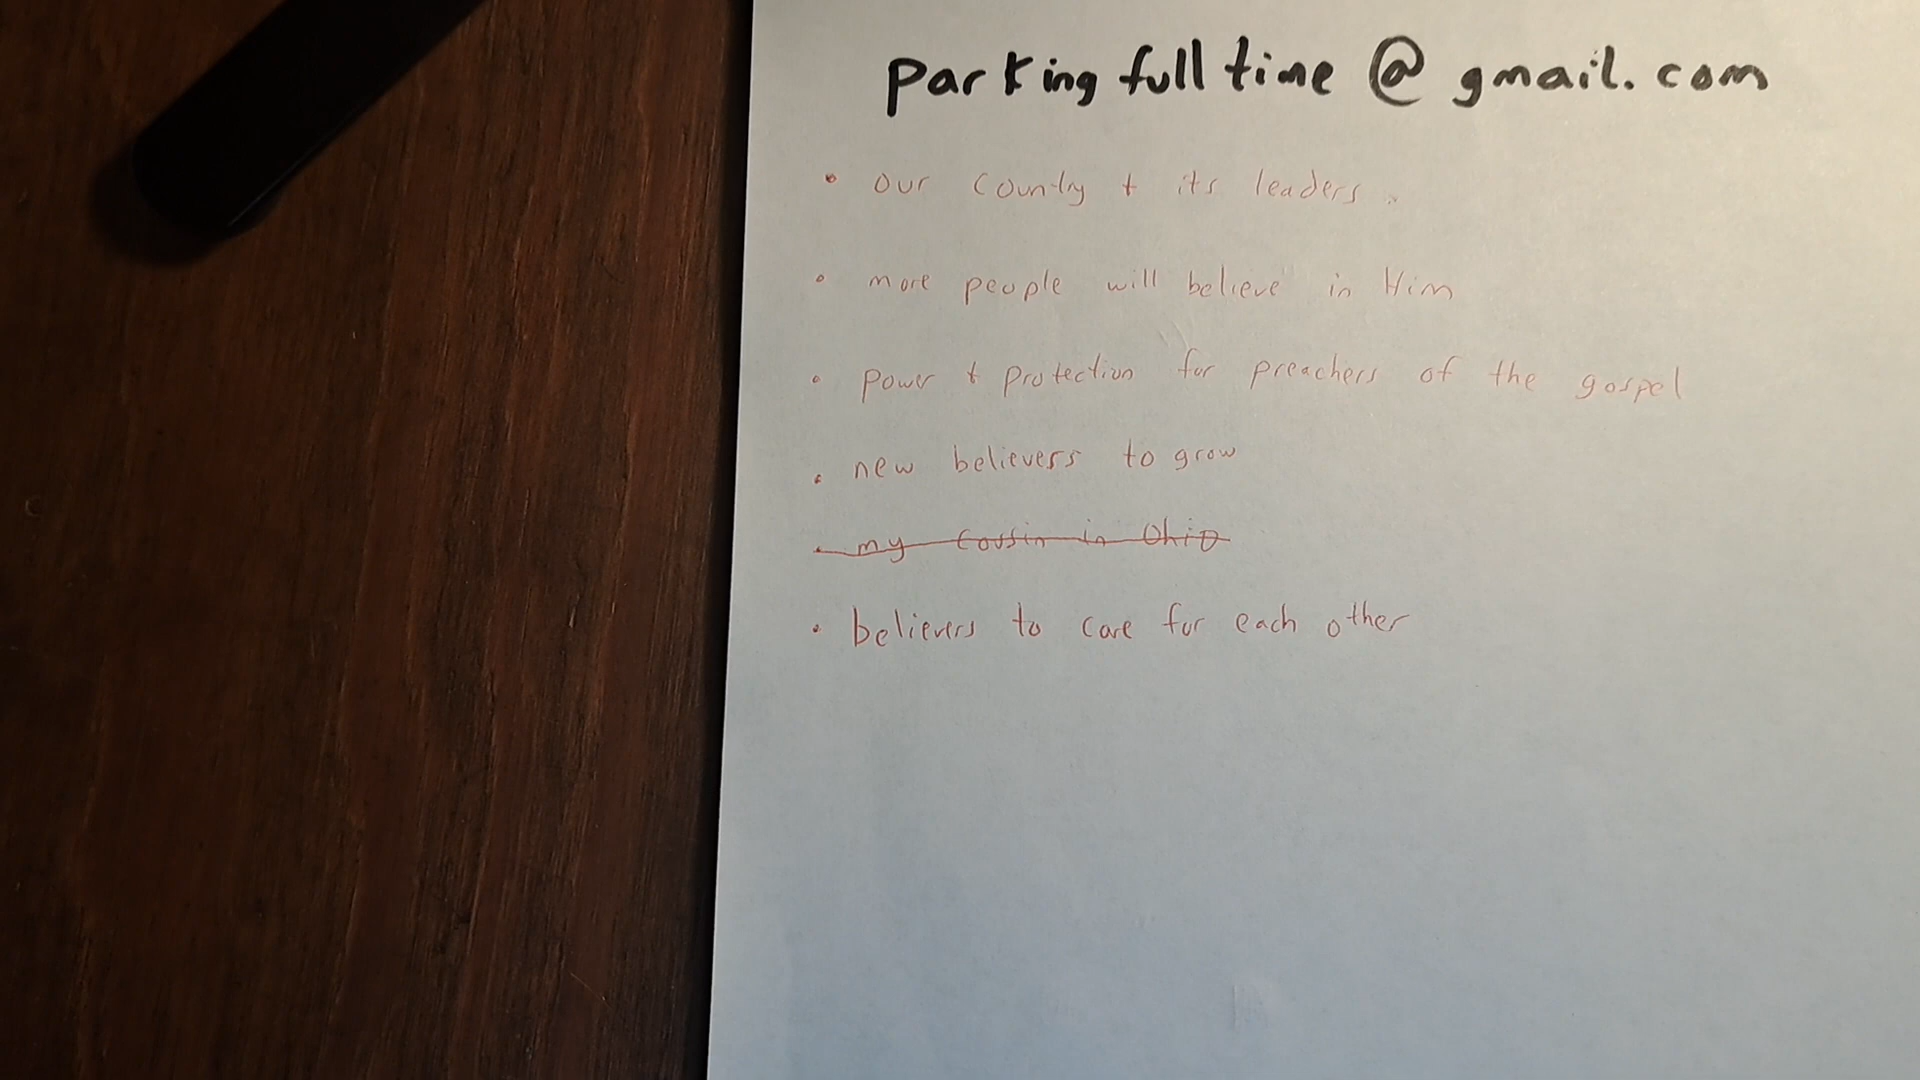 parking full time @ gmail.com
• our country + its leaders.
• more people will believe in Him
• power + protection for preachers of the gospel
• new believers to grow
• my cousin in Ohio
• believers to care for each other